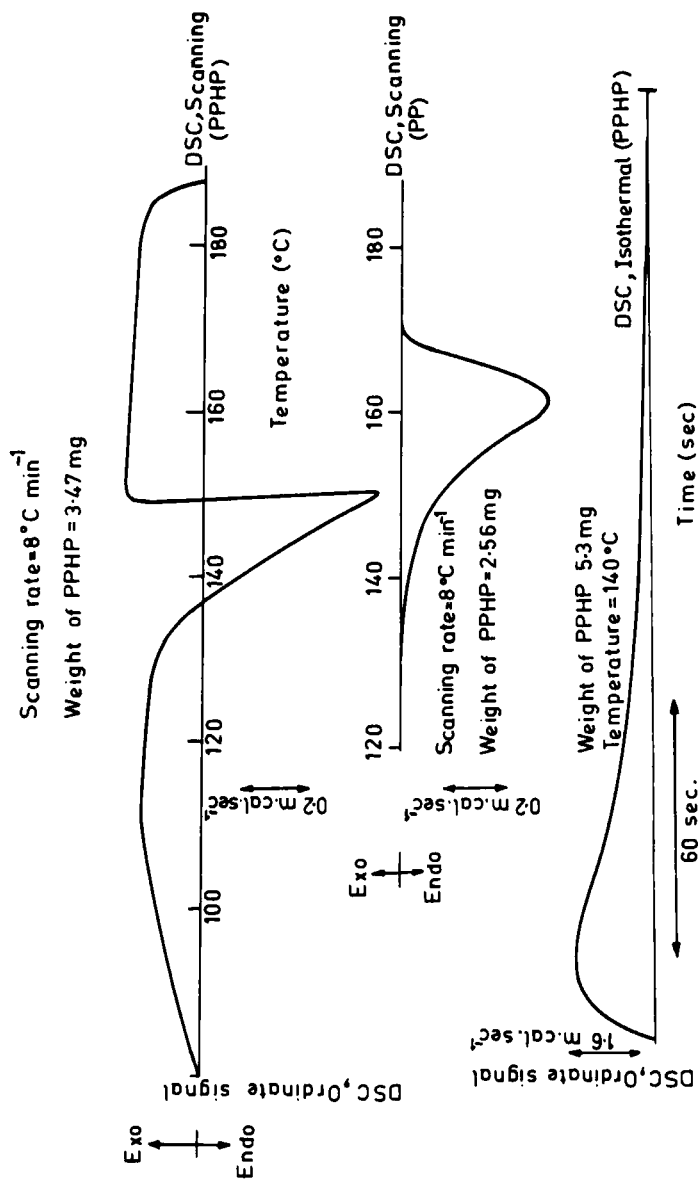 Scanning rate=8°C min⁻¹
Weight of PPHP = 3·47 mg
Exo
Endo
DSC, Ordinate signal
0·2 m.cal.sec⁻¹
100
120
140
160
180
Temperature (°C)
DSC, Scanning
(PPHP)
Exo
Endo
0·2 m.cal.sec⁻¹
120
140
160
180
Scanning rate=8°C min⁻¹
Weight of PPHP=2·56 mg
DSC, Scanning
(PP)
DSC, Ordinate signal
1·6 m.cal.sec⁻¹
Weight of PPHP 5·3 mg
Temperature = 140°C
DSC, Isothermal (PPHP)
60 sec.
Time (sec)